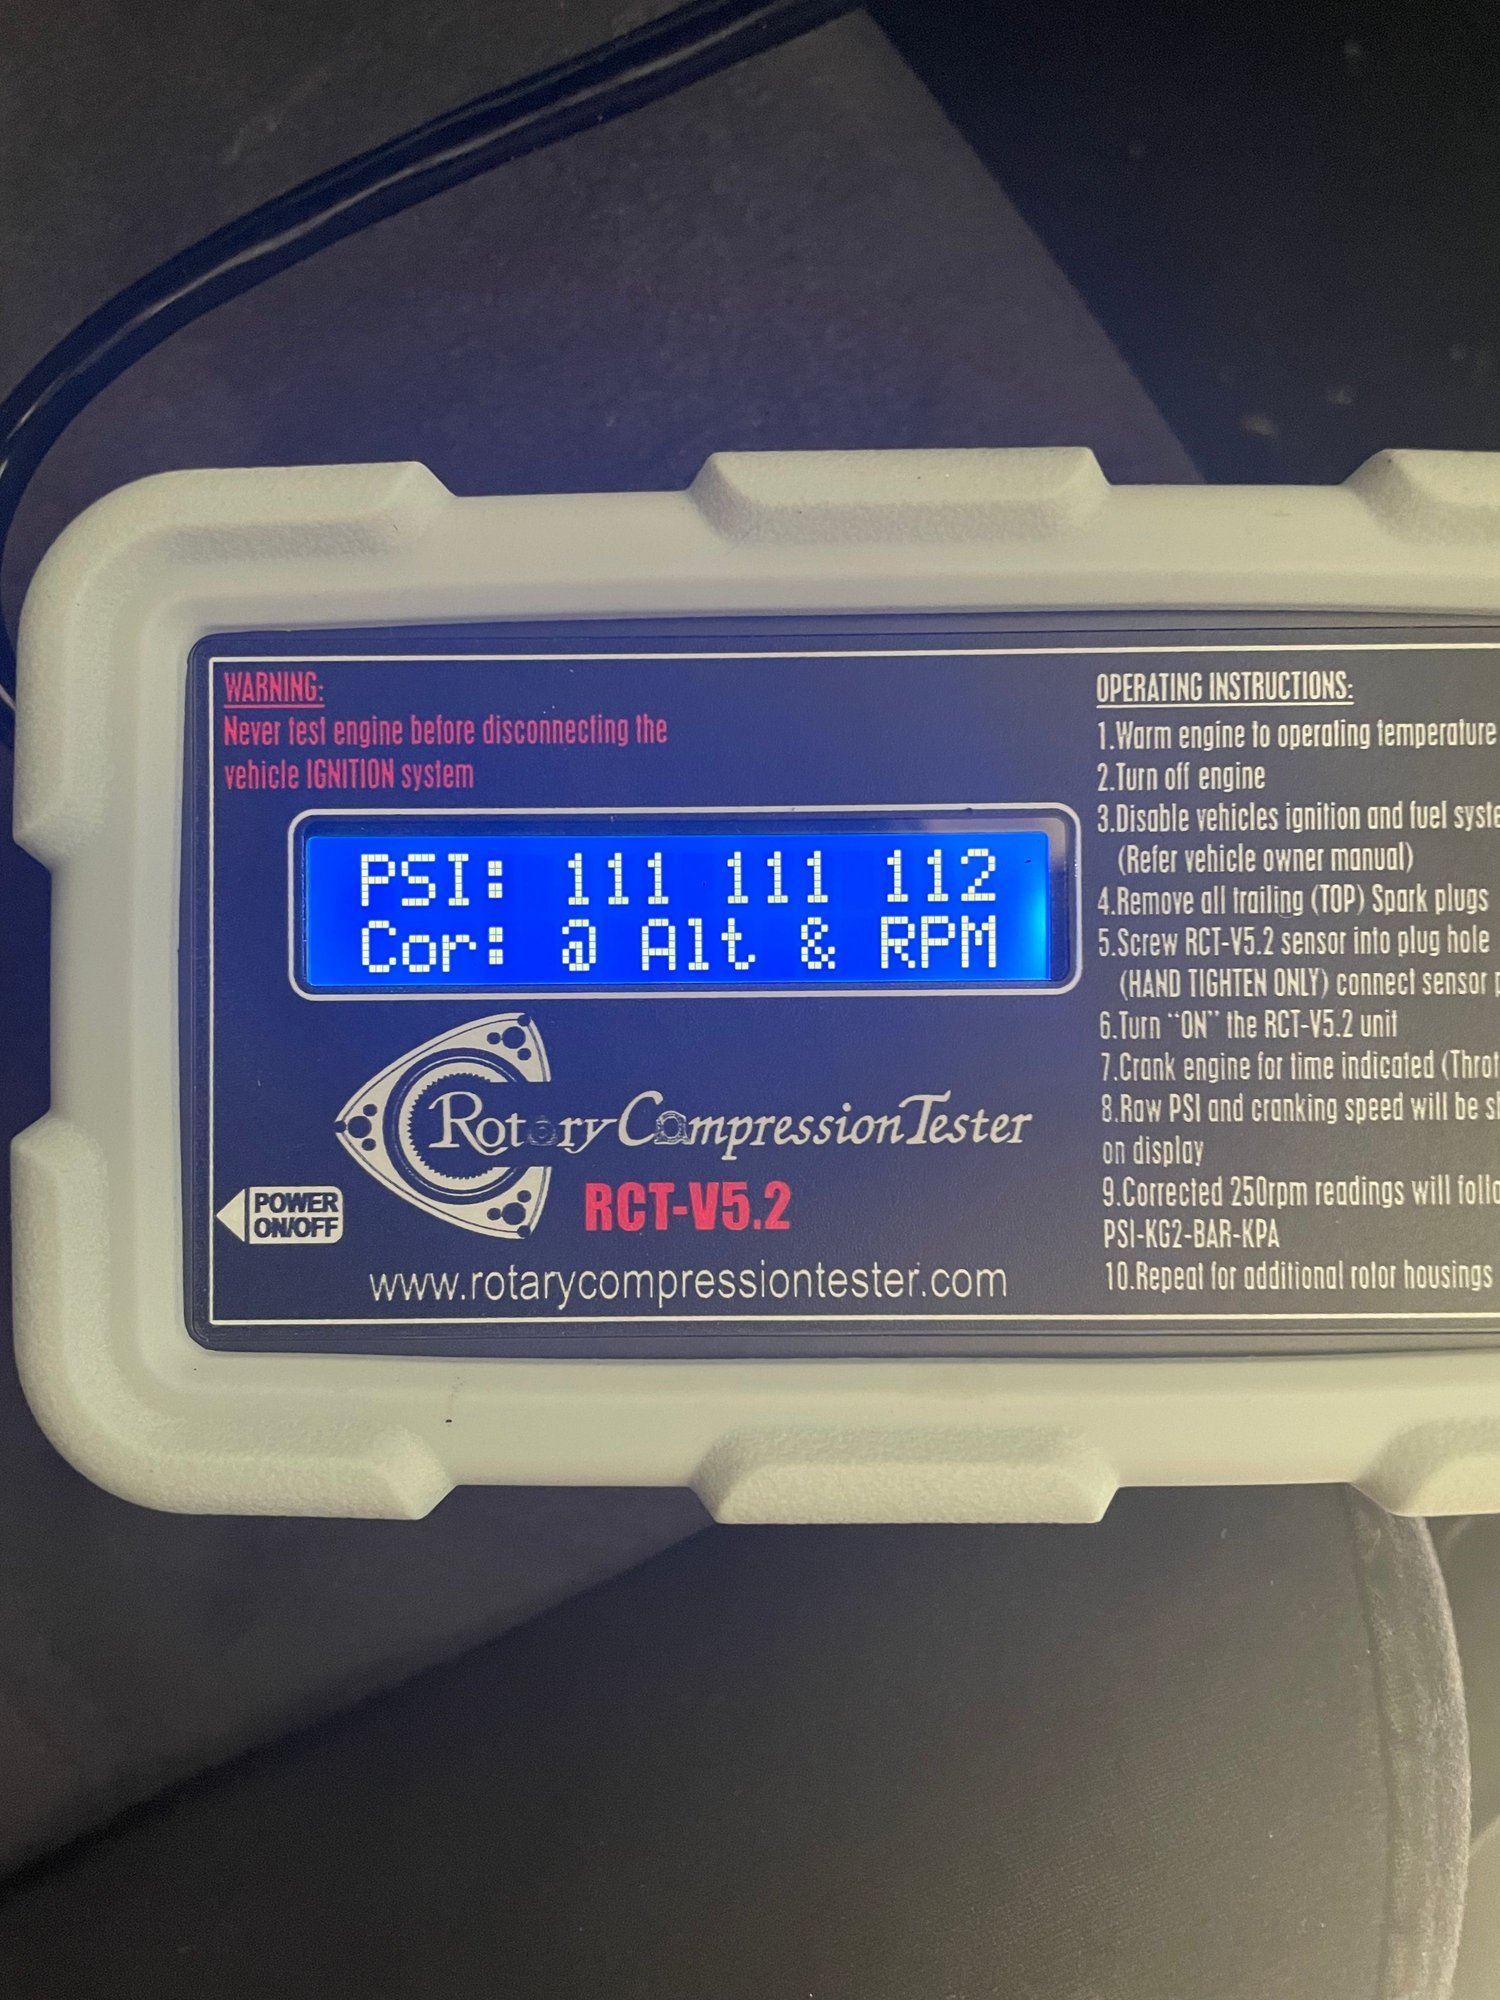 WARNING:
Never test engine before disconnecting the
vehicle IGNITION system
PSI: 111 111 112
Cor: @ Alt & RPM
Rotary CompressionTester
RCT-V5.2
POWER
ON/OFF
www.rotarycompressiontester.com
OPERATING INSTRUCTIONS:
1.Warm engine to operating temperature
2.Turn off engine
3.Disable vehicles ignition and fuel syste
(Refer vehicle owner manual)
4.Remove all trailing (TOP) Spark plugs
5.Screw RCT-V5.2 sensor into plug hole
(HAND TIGHTEN ONLY) connect sensor p
6.Turn "ON" the RCT-V5.2 unit
7.Crank engine for time indicated (Throt
8.Raw PSI and cranking speed will be s
on display
9.Corrected 250rpm readings will follo
PSI-KG2-BAR-KPA
10.Repeat for additional rotor housings